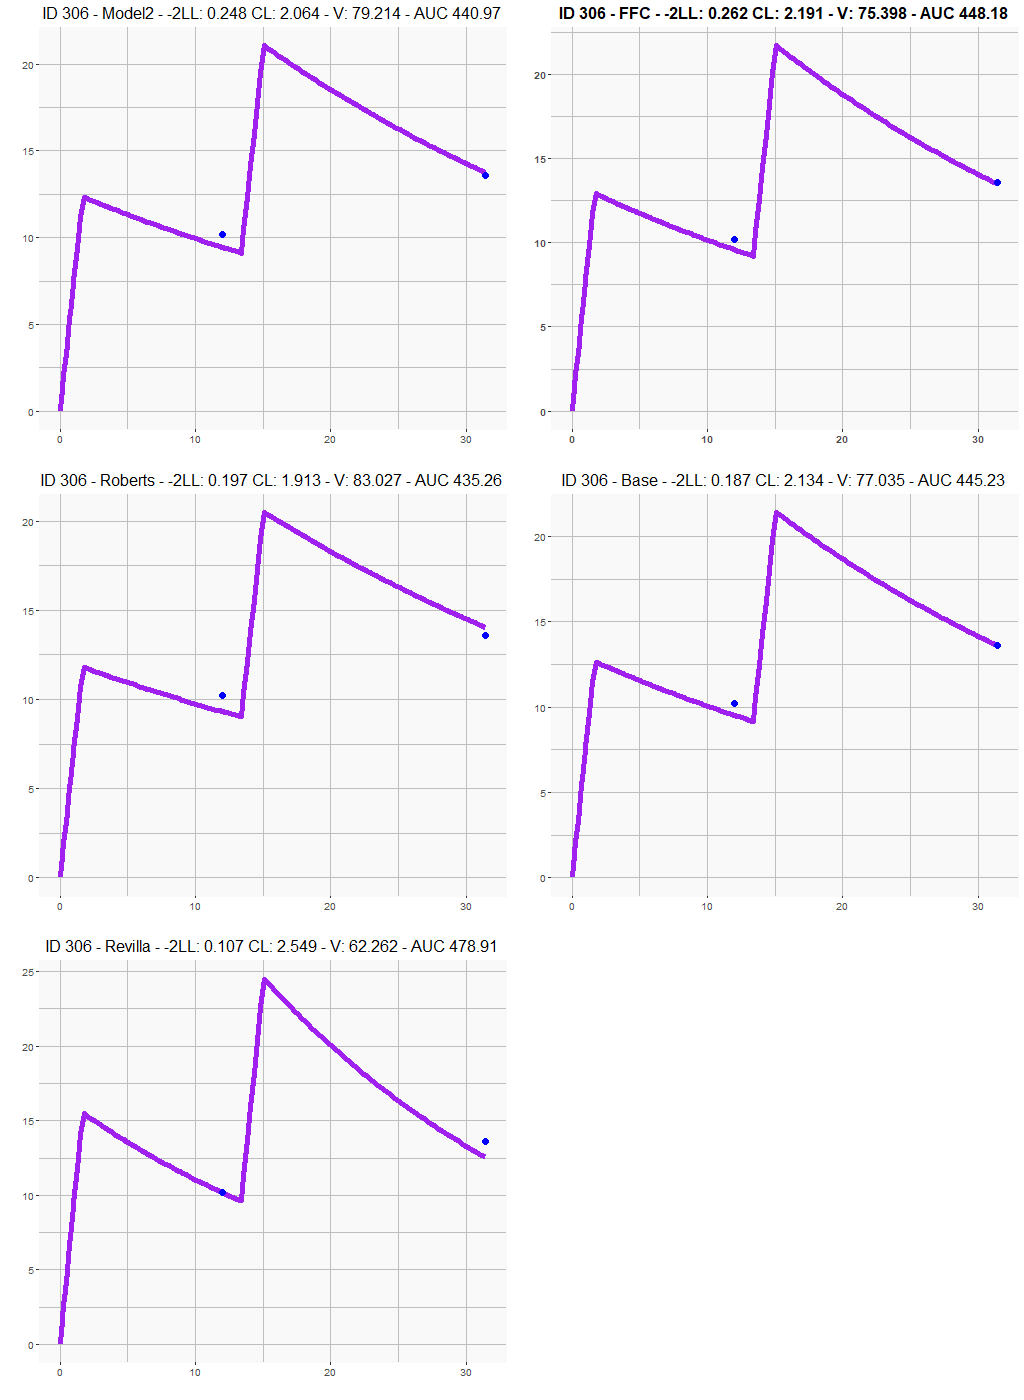 ID 306 - Model2 - -2LL: 0.248 CL: 2.064 - V: 79.214 - AUC 440.97
20
15
10
5
0
0 10 20 30
ID 306 - FFC - -2LL: 0.262 CL: 2.191 - V: 75.398 - AUC 448.18
20
15
10
5
0
0 10 20 30
ID 306 - Roberts - -2LL: 0.197 CL: 1.913 - V: 83.027 - AUC 435.26
20
15
10
5
0
0 10 20 30
ID 306 - Base - -2LL: 0.187 CL: 2.134 - V: 77.035 - AUC 445.23
20
15
10
5
0
0 10 20 30
ID 306 - Revilla - -2LL: 0.107 CL: 2.549 - V: 62.262 - AUC 478.91
25
20
15
10
5
0
0 10 20 30